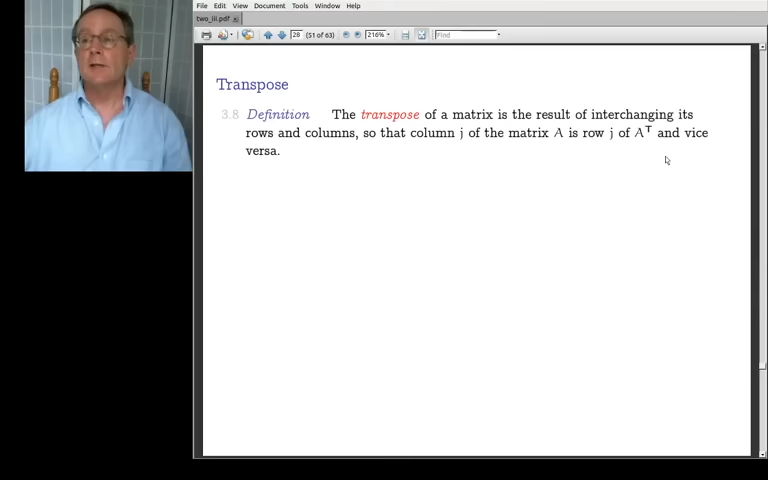 File Edit View Document Tools Window Help
two_iii.pdf
28 (51 of 63) 216% Find
Transpose
3.8 Definition The transpose of a matrix is the result of interchanging its
rows and columns, so that column j of the matrix A is row j of Aᵀ and vice
versa.